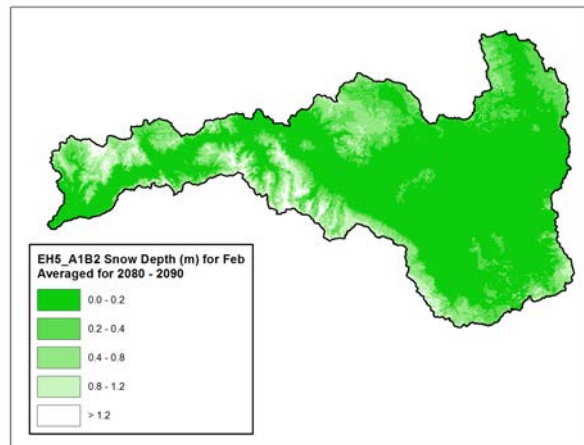 EH5_A1B2 Snow Depth (m) for Feb
Averaged for 2080 - 2090
0.0 - 0.2
0.2 - 0.4
0.4 - 0.8
0.8 - 1.2
> 1.2